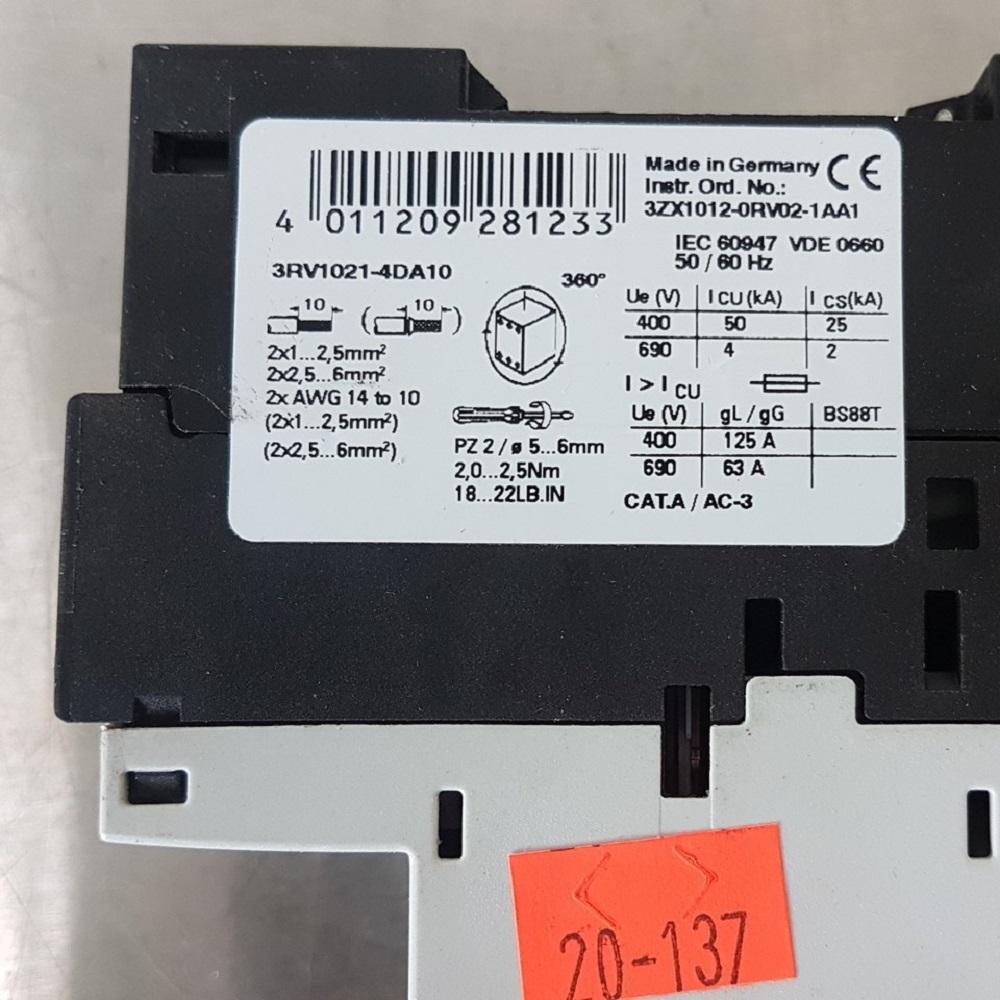 4 011209 281233
Made in Germany CE
Instr. Ord. No.:
3ZX1012-0RV02-1AA1
IEC 60947 VDE 0660
50 / 60 Hz
3RV1021-4DA10
10 10
2x1...2,5mm²
2x2,5...6mm²
2x AWG 14 to 10
(2x1...2,5mm²)
(2x2,5...6mm²)
360°
PZ 2 / ø 5...6mm
2,0...2,5Nm
18...22LB.IN
Ue (V) I CU (kA) I CS(kA)
400 50 25
690 4 2
I > I CU
Ue (V) gL / gG BS88T
400 125 A
690 63 A
CAT.A / AC-3
20-137